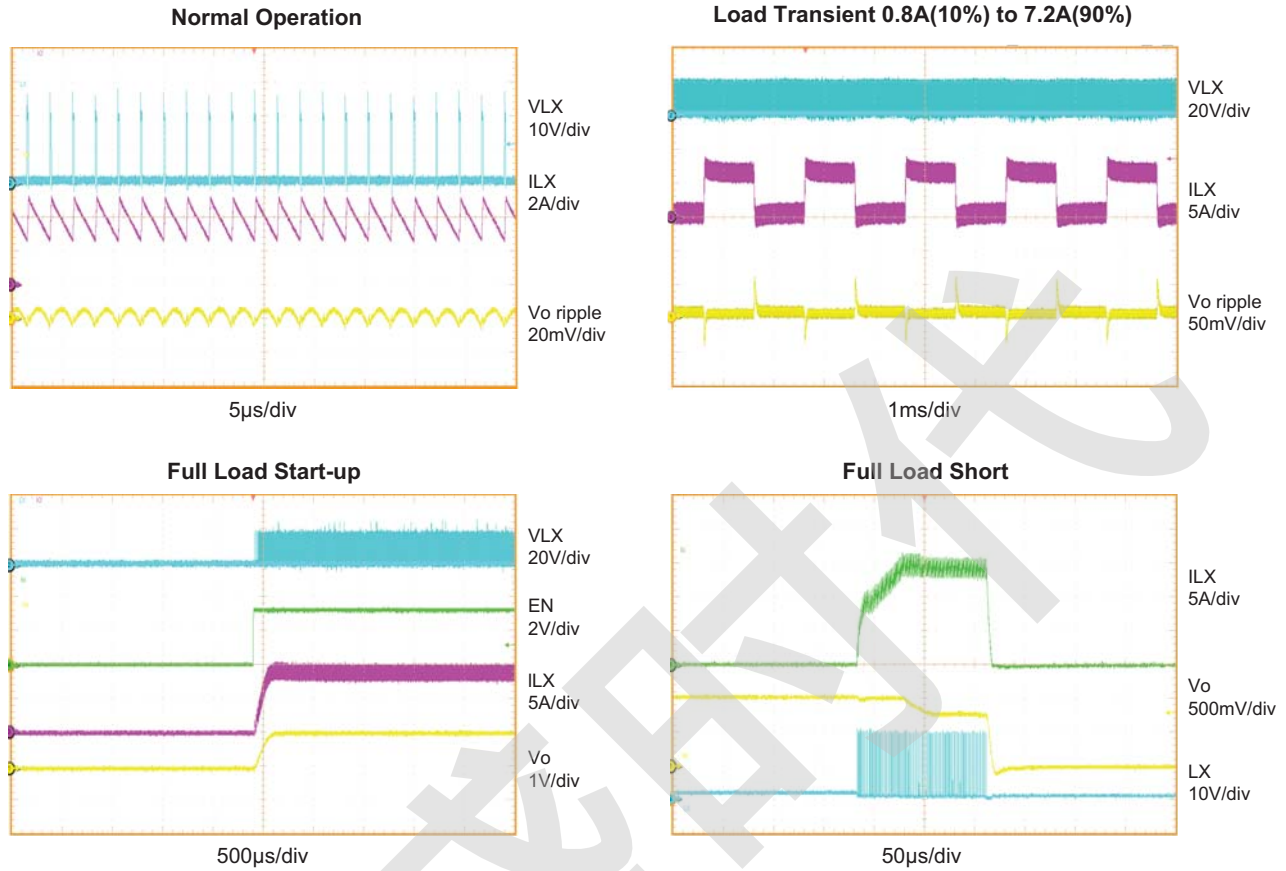 Normal Operation
VLX
10V/div
ILX
2A/div
Vo ripple
20mV/div
5µs/div
Load Transient 0.8A(10%) to 7.2A(90%)
VLX
20V/div
ILX
5A/div
Vo ripple
50mV/div
1ms/div
Full Load Start-up
VLX
20V/div
EN
2V/div
ILX
5A/div
Vo
1V/div
500µs/div
Full Load Short
ILX
5A/div
Vo
500mV/div
LX
10V/div
50µs/div
时代